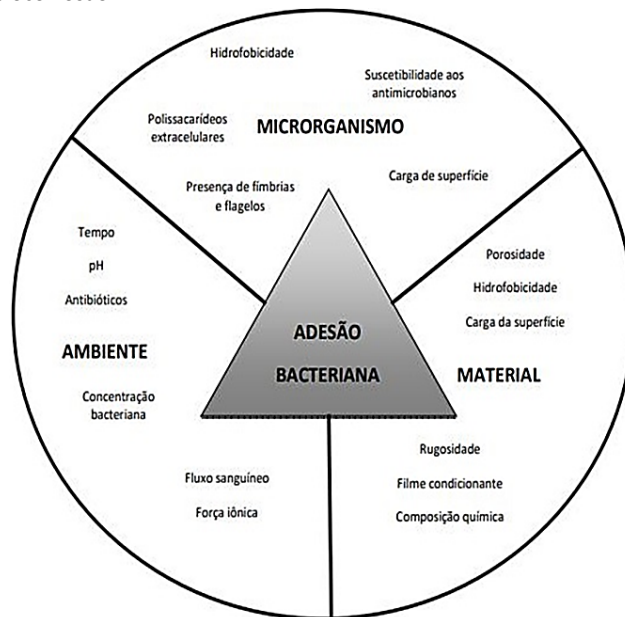 Hidrofobicidade
Suscetibilidade aos
antimicrobianos
Polissacarídeos
extracelulares
MICRORGANISMO
Presença de fímbrias
e flagelos
Carga de superfície
Tempo
pH
Antibióticos
AMBIENTE
Concentração
bacteriana
Fluxo sanguíneo
Força iônica
ADESÃO
BACTERIANA
Porosidade
Hidrofobicidade
Carga da superfície
MATERIAL
Rugosidade
Filme condicionante
Composição química